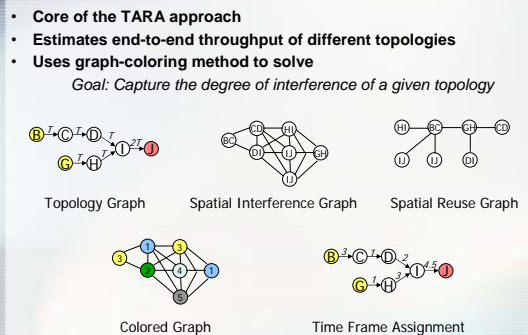 • Core of the TARA approach
• Estimates end-to-end throughput of different topologies
• Uses graph-coloring method to solve
Goal: Capture the degree of interference of a given topology
B T C T D T I 2T J
G T H T
Topology Graph
BC CD HI DI IJ GH IJ
Spatial Interference Graph
HI BC GH CD
IJ IJ DI
Spatial Reuse Graph
3 1 3 2 4 1 5
Colored Graph
B 3 C 1 D 2 I 4.5 J
G 1 H 3
Time Frame Assignment